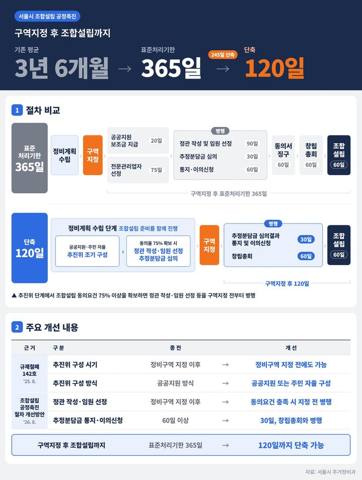 서울시 조합설립 공정촉진
구역지정 후 조합설립까지
기존 평균
3년 6개월
→
표준처리기한
365일
245일 단축
→
단축
120일
1 절차 비교
표준
처리기한
365일
정비계획
수립
구역
지정
공공지원
보조금 지급
20일
전문관리업자
선정
75일
병행
정관 작성 및 임원 선정
90일
추정분담금 심의
30일
통지·이의신청
60일
동의서
징구
60일
창립
총회
60일
조합
설립
60일
구역지정 후 표준처리기한 365일
단축
120일
정비계획 수립 단계 조합설립 준비를 함께 진행
공공지원·주민 자율
추진위 조기 구성
동의율 75% 확보 시
정관 작성·임원 선정
추정분담금 심의
구역
지정
병행
추정분담금 심의결과
통지 및 이의신청
30일
창립총회
60일
조합
설립
60일
구역지정 후 120일
▲ 추진위 단계에서 조합설립 동의요건 75% 이상을 확보하면 정관 작성·임원 선정 등을 구역지정 전부터 병행
2 주요 개선 내용
근거
구분
종전
개선
규제철폐
142호
'25. 8.
추진위 구성 시기
정비구역 지정 이후
→
정비구역 지정 전에도 가능
추진위 구성 방식
공공지원 방식
→
공공지원 또는 주민 자율 구성
조합설립
공정촉진
절차 개선방안
'26. 6.
정관 작성·임원 선정
정비구역 지정 이후
→
동의요건 충족 시 지정 전 병행
추정분담금 통지·이의신청
60일 이상
→
30일, 창립총회와 병행
구역지정 후 조합설립까지
표준처리기한 365일
→
120일까지 단축 가능
자료: 서울시 주거정비과